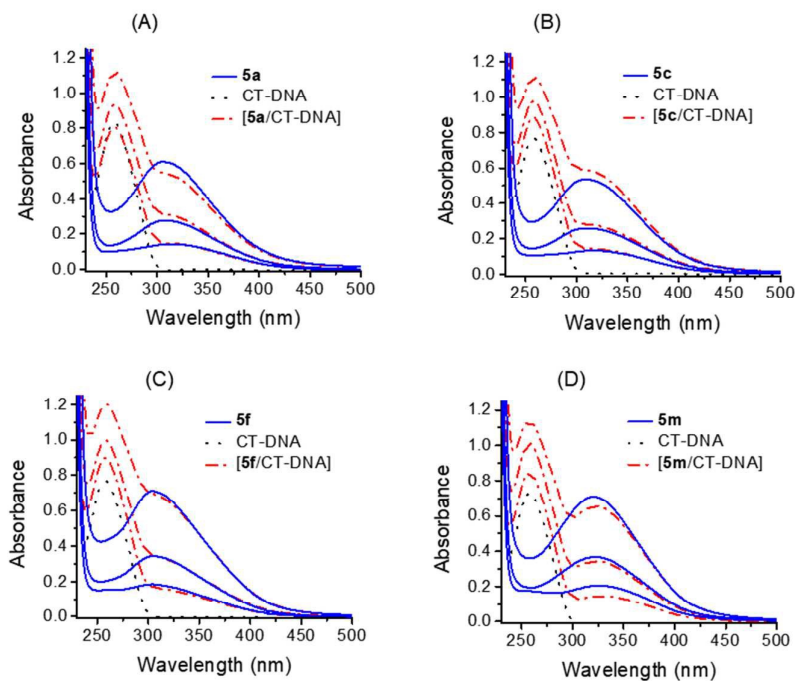 (A)
1.2
1.0
0.8
0.6
0.4
0.2
0.0
Absorbance
5a
CT-DNA
[5a/CT-DNA]
250 300 350 400 450 500
Wavelength (nm)
(B)
1.2
1.0
0.8
0.6
0.4
0.2
0.0
Absorbance
5c
CT-DNA
[5c/CT-DNA]
250 300 350 400 450 500
Wavelength (nm)
(C)
1.2
1.0
0.8
0.6
0.4
0.2
0.0
Absorbance
5f
CT-DNA
[5f/CT-DNA]
250 300 350 400 450 500
Wavelength (nm)
(D)
1.2
1.0
0.8
0.6
0.4
0.2
0.0
Absorbance
5m
CT-DNA
[5m/CT-DNA]
250 300 350 400 450 500
Wavelength (nm)